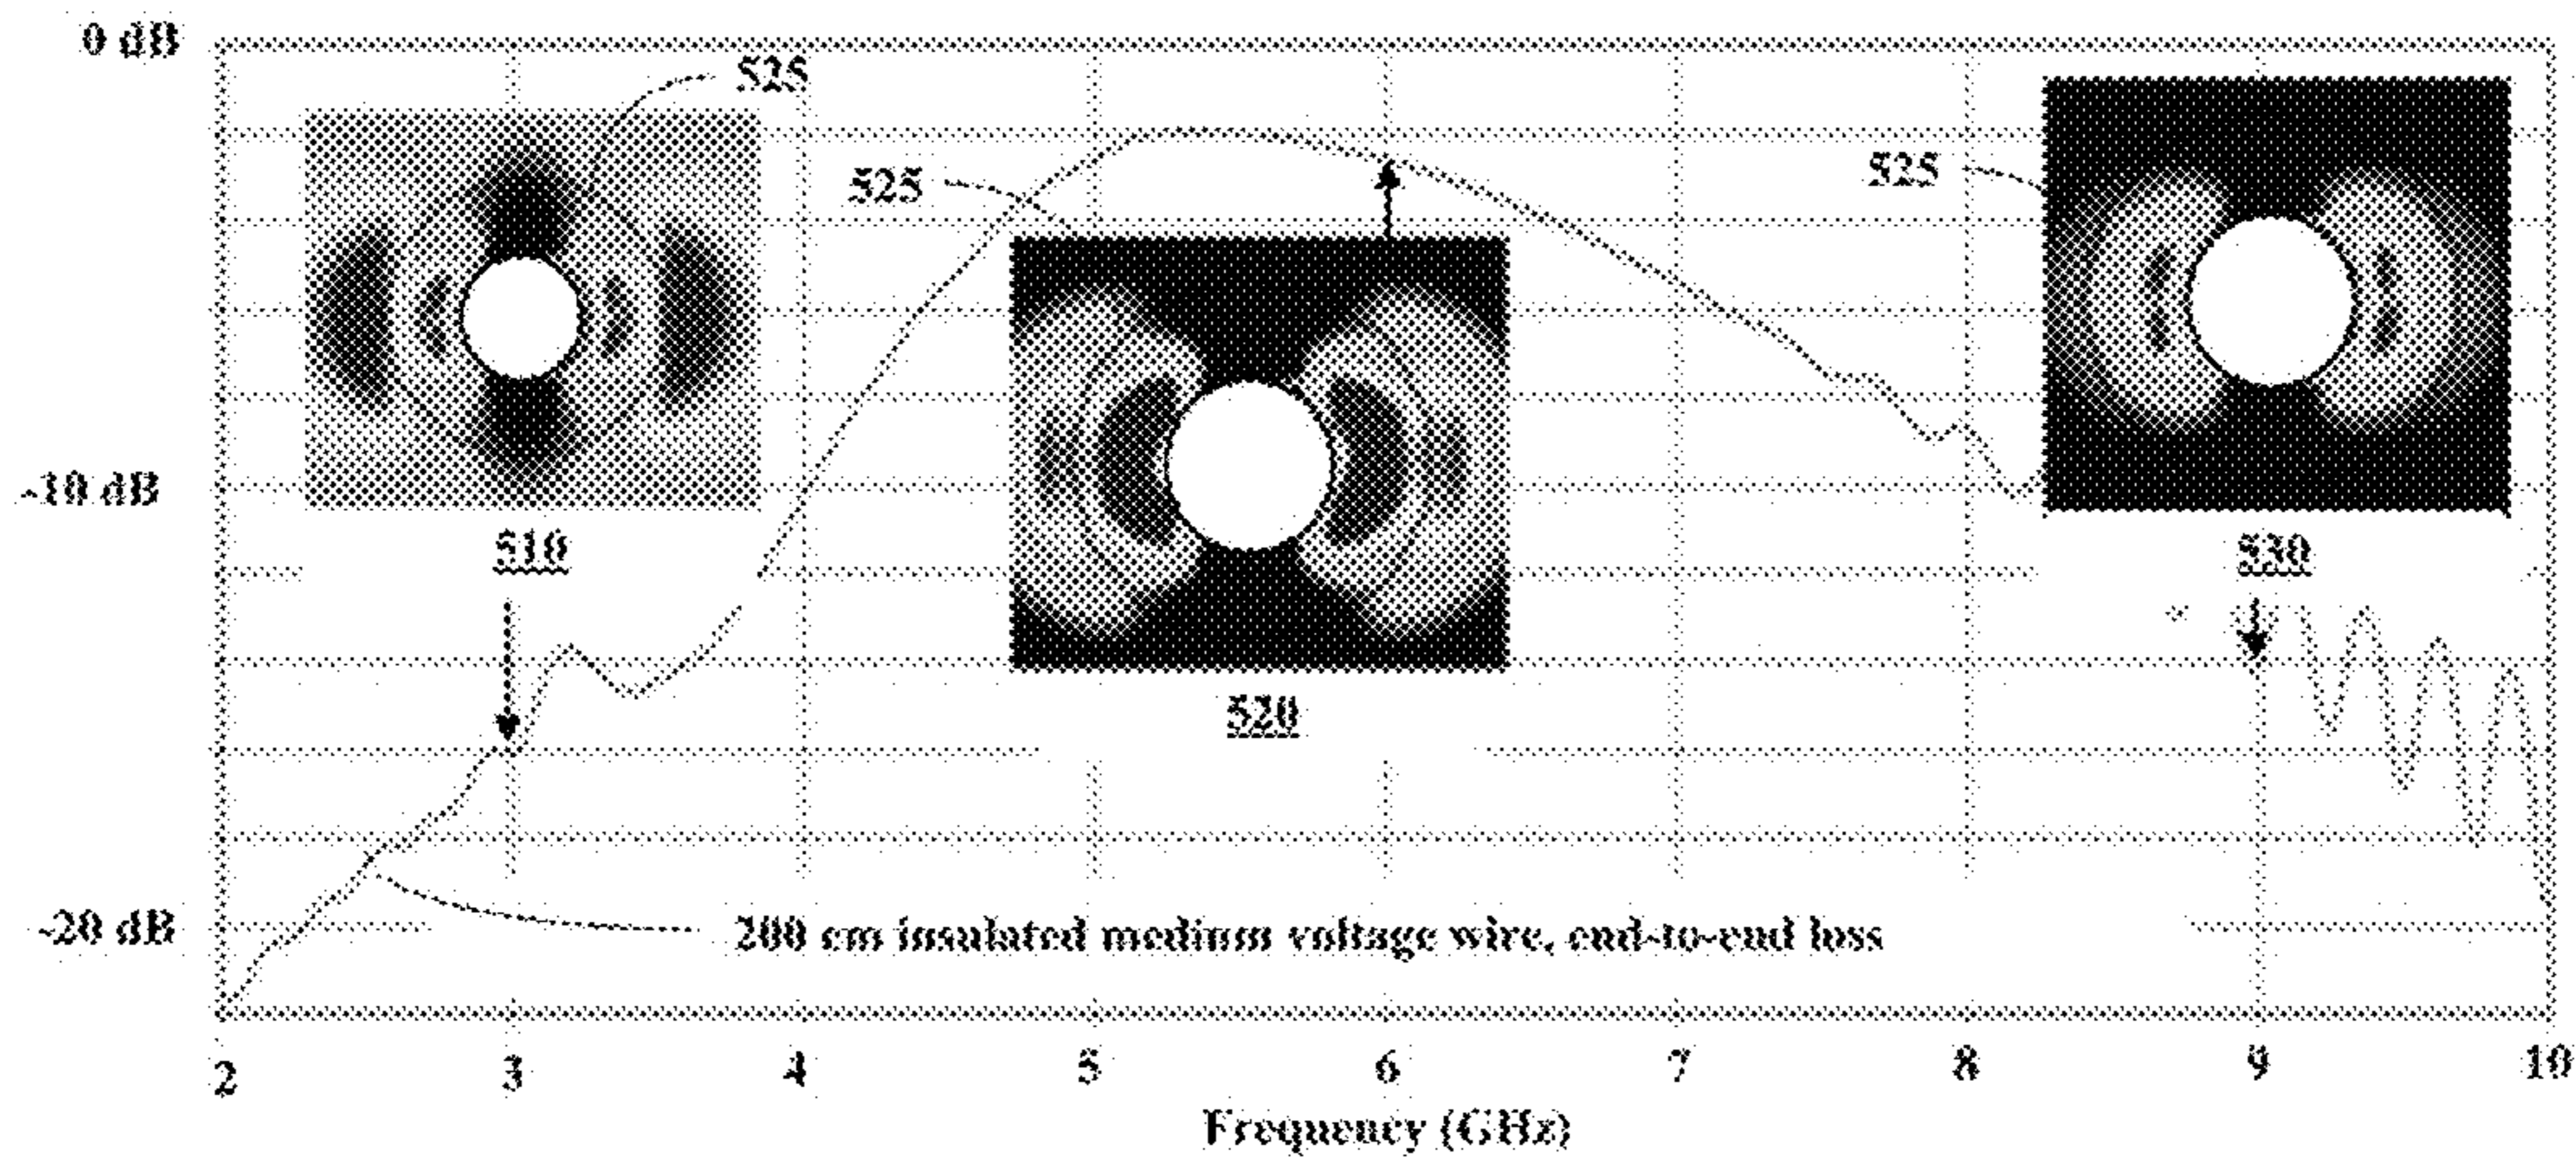 0 dB
525
525
525
-10 dB
510
530
520
-20 dB
200 cm insulated medium voltage wire, end-to-end loss
2 3 4 5 6 7 8 9 10
Frequency (GHz)